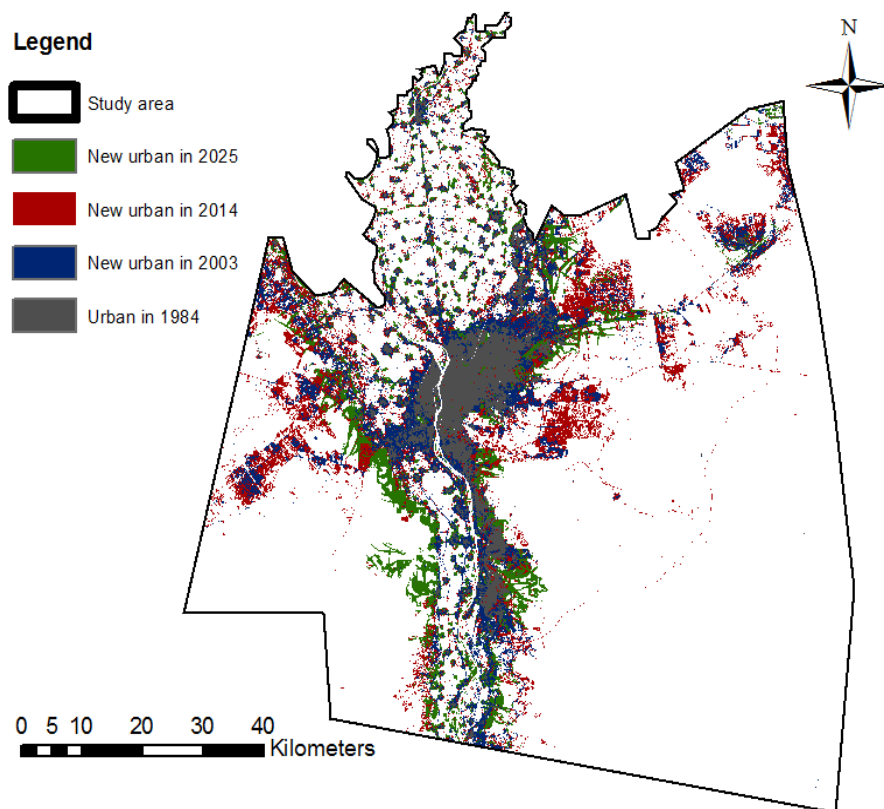 Legend
N
Study area
New urban in 2025
New urban in 2014
New urban in 2003
Urban in 1984
0 5 10 20 30 40
Kilometers